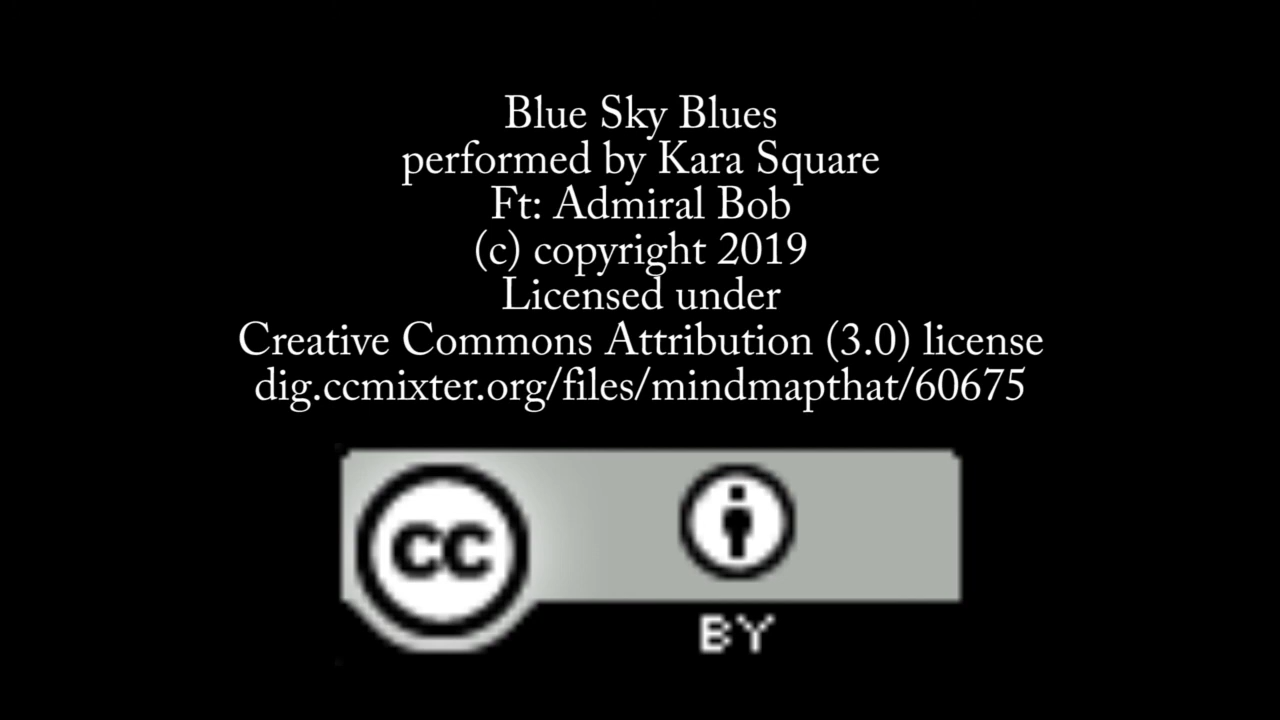 Blue Sky Blues
performed by Kara Square
Ft: Admiral Bob
(c) copyright 2019
Licensed under
Creative Commons Attribution (3.0) license
dig.ccmixter.org/files/mindmapthat/60675
cc
BY